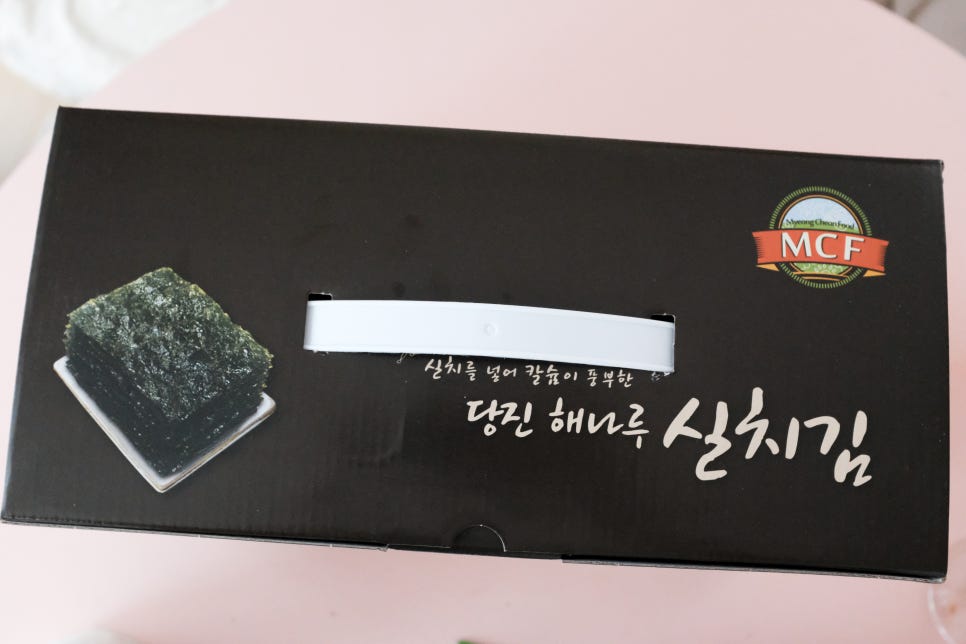 Myeong Chean Food
MCF
실치를 넣어 칼슘이 풍부한
당진 해나루 실치김